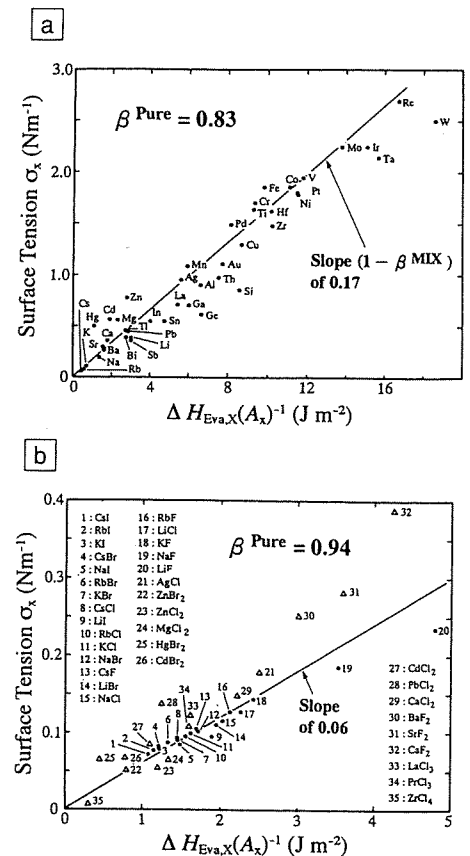 a
3.0
2.0
1.0
0
0
4
8
12
16
20
Surface Tension σx (Nm⁻¹)
β Pure = 0.83
Re
W
Mo
Ir
Ta
V
Co
Fe
Pt
Ni
Cr
Ti
Hf
Zr
Pd
Cu
Mn
Au
Ag
Al
Th
Si
La
Ga
Ge
Zn
In
Sn
Cd
Hg
Cs
K
Ca
Sr
Ba
Na
Tl
Pb
Li
Bi
Sb
Rb
Slope (1 − β MIX)
of 0.17
Δ HEva,X(Ax)⁻¹ (J m⁻²)
b
0.4
0.3
0.2
0.1
0
0
1
2
3
4
5
Surface Tension σx (Nm⁻¹)
β Pure = 0.94
1 : CsI
2 : RbI
3 : KI
4 : CsBr
5 : NaI
6 : RbBr
7 : KBr
8 : CsCl
9 : LiI
10 : RbCl
11 : KCl
12 : NaBr
13 : CsF
14 : LiBr
15 : NaCl
16 : RbF
17 : LiCl
18 : KF
19 : NaF
20 : LiF
21 : AgCl
22 : ZnBr2
23 : ZnCl2
24 : MgCl2
25 : HgBr2
26 : CdBr2
27 : CdCl2
28 : PbCl2
29 : CaCl2
30 : BaF2
31 : SrF2
32 : CaF2
33 : LaCl3
34 : PrCl3
35 : ZrCl4
32
31
30
20
19
21
29
18
17
16
13
33
34
28
12
15
14
9
11
10
7
5
8
6
4
3
27
2
1
25
26
22
23
24
35
Slope
of 0.06
Δ HEva,X(Ax)⁻¹ (J m⁻²)